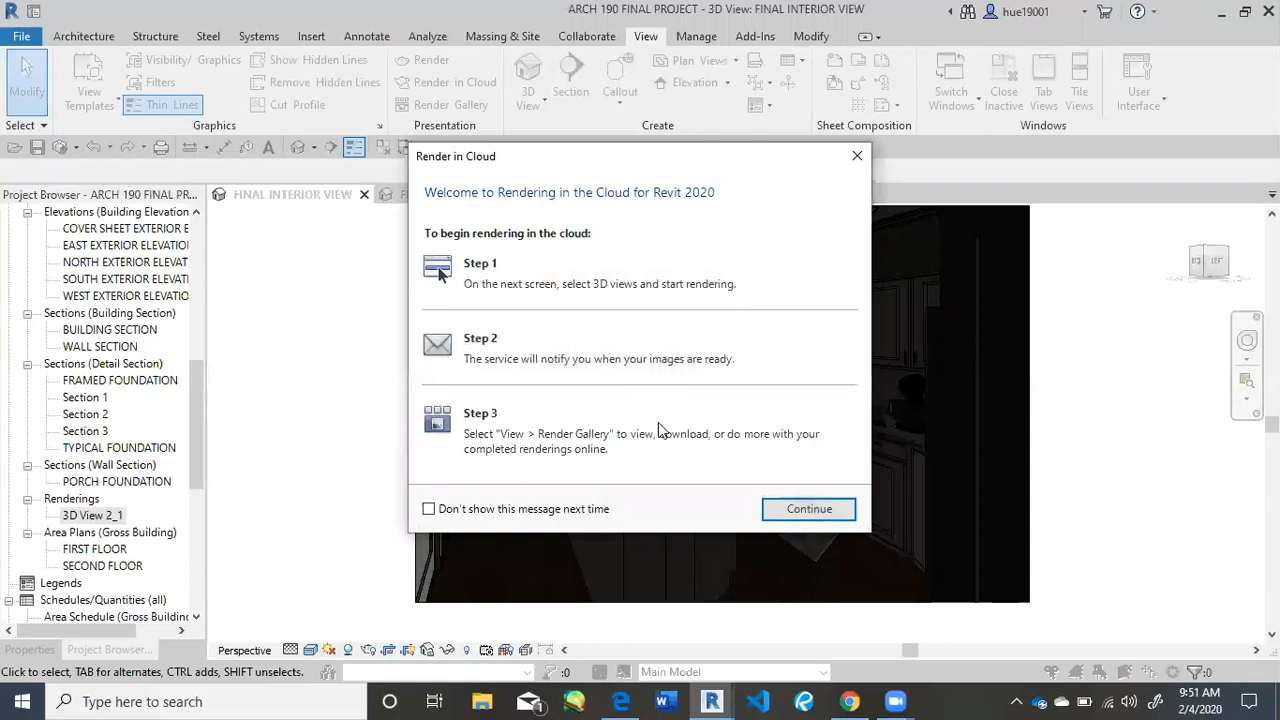 ARCH 190 FINAL PROJECT - 3D View: FINAL INTERIOR VIEW
hue19001
File Architecture Structure Steel Systems Insert Annotate Analyze Massing & Site Collaborate View Manage Add-Ins Modify
Modify
View
Templates
Visibility/ Graphics
Filters
Thin Lines
Show Hidden Lines
Remove Hidden Lines
Cut Profile
Render
Render in Cloud
Render Gallery
3D
View
Section
Callout
Plan Views
Elevation
Switch
Windows
Close
Inactive
Tab
Views
Tile
Views
User
Interface
Select Graphics Presentation Create Sheet Composition Windows
Project Browser - ARCH 190 FINAL PR...
FINAL INTERIOR VIEW
Elevations (Building Elevation
COVER SHEET EXTERIOR E
EAST EXTERIOR ELEVATIO
NORTH EXTERIOR ELEVAT
SOUTH EXTERIOR ELEVAT
WEST EXTERIOR ELEVATI
Sections (Building Section)
BUILDING SECTION
WALL SECTION
Sections (Detail Section)
FRAMED FOUNDATION
Section 1
Section 2
Section 3
TYPICAL FOUNDATION
Sections (Wall Section)
PORCH FOUNDATION
Renderings
3D View 2_1
Area Plans (Gross Building)
FIRST FLOOR
SECOND FLOOR
Legends
Schedules/Quantities (all)
Area Schedule (Gross Building
Properties Project Browser...
Render in Cloud
Welcome to Rendering in the Cloud for Revit 2020
To begin rendering in the cloud:
Step 1
On the next screen, select 3D views and start rendering.
Step 2
The service will notify you when your images are ready.
Step 3
Select "View > Render Gallery" to view, download, or do more with your
completed renderings online.
Don't show this message next time
Continue
Perspective
Click to select, TAB for alternates, CTRL adds, SHIFT unselects.
:0
Main Model
:0
Type here to search
9:51 AM
2/4/2020